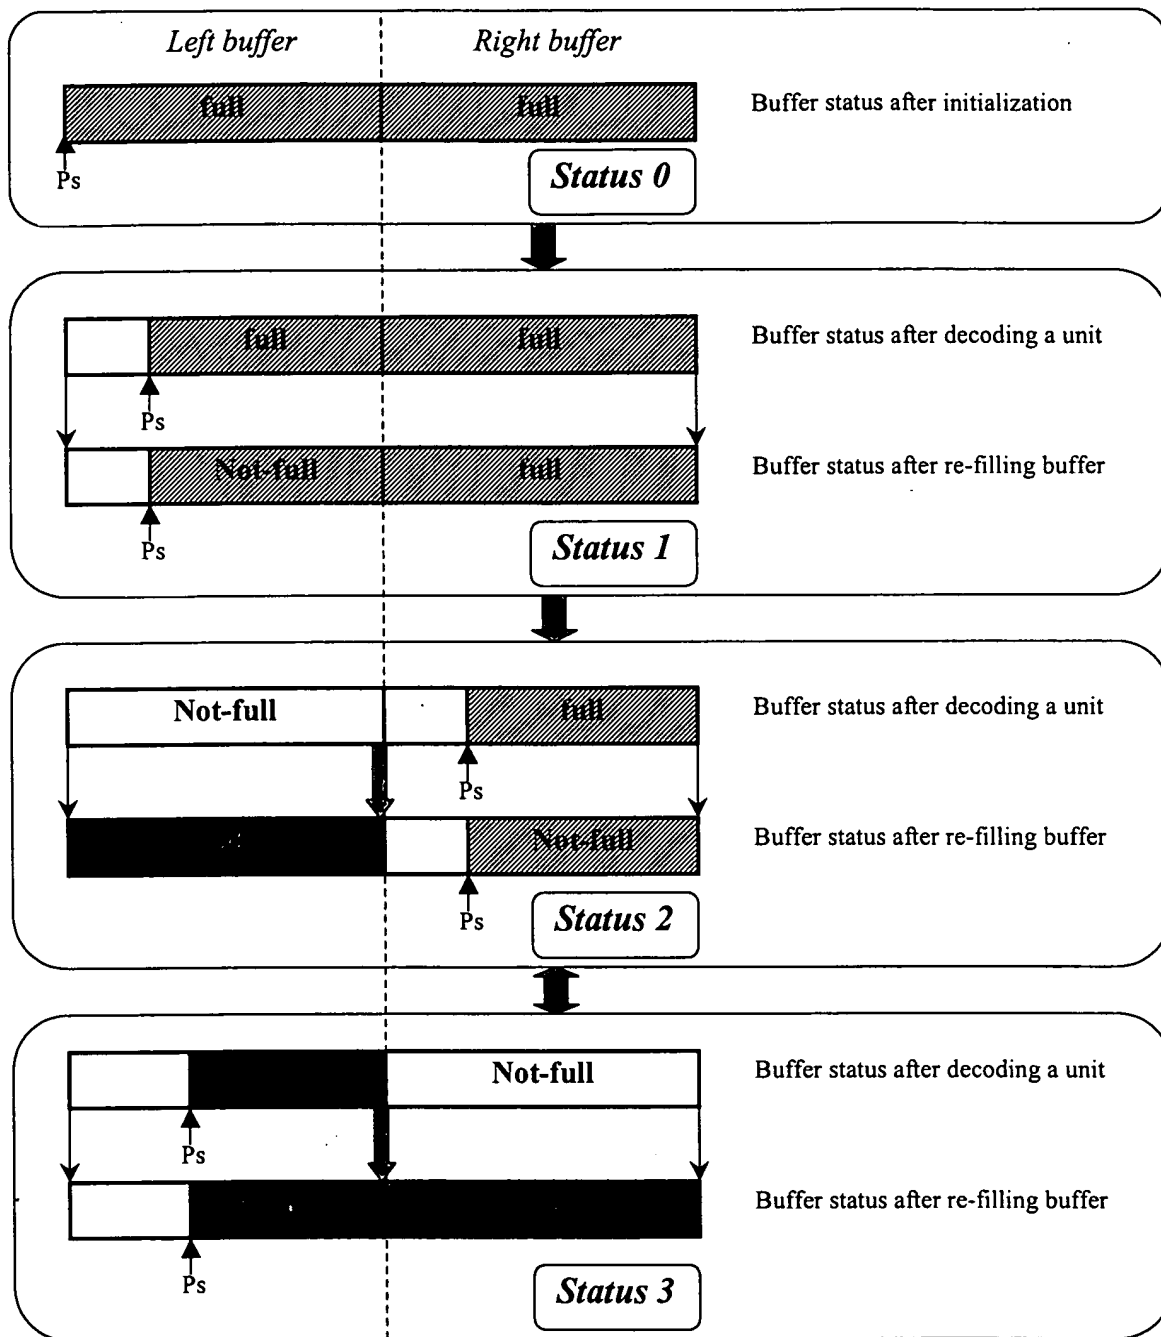 Left buffer Right buffer
full full Buffer status after initialization
Ps
Status 0
full full Buffer status after decoding a unit
Ps
Not-full full Buffer status after re-filling buffer
Ps
Status 1
Not-full full Buffer status after decoding a unit
Ps
Not-full Buffer status after re-filling buffer
Ps
Status 2
Not-full Buffer status after decoding a unit
Ps
Buffer status after re-filling buffer
Ps
Status 3